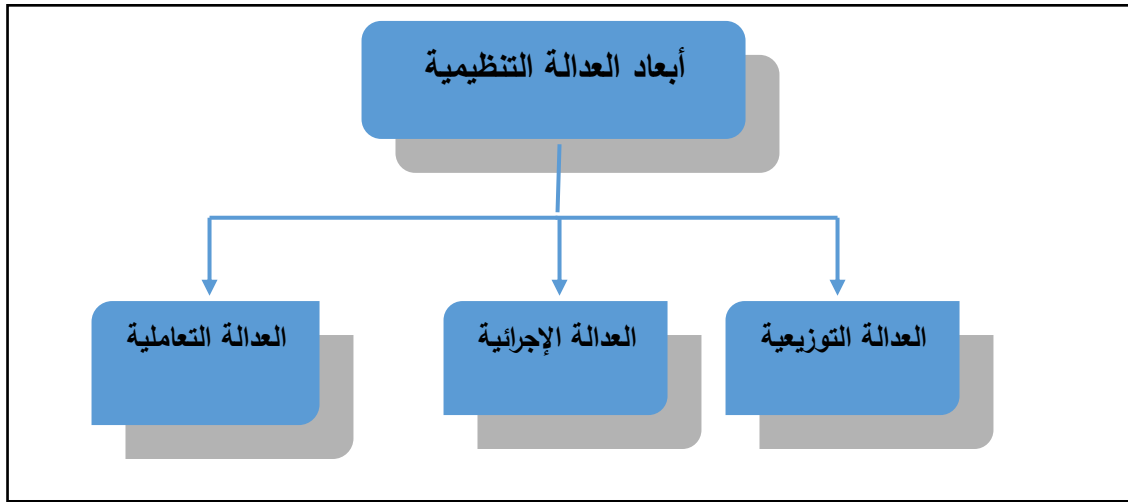 أبعاد العدالة التنظيمية
العدالة التوزيعية
العدالة الإجرائية
العدالة التعاملية